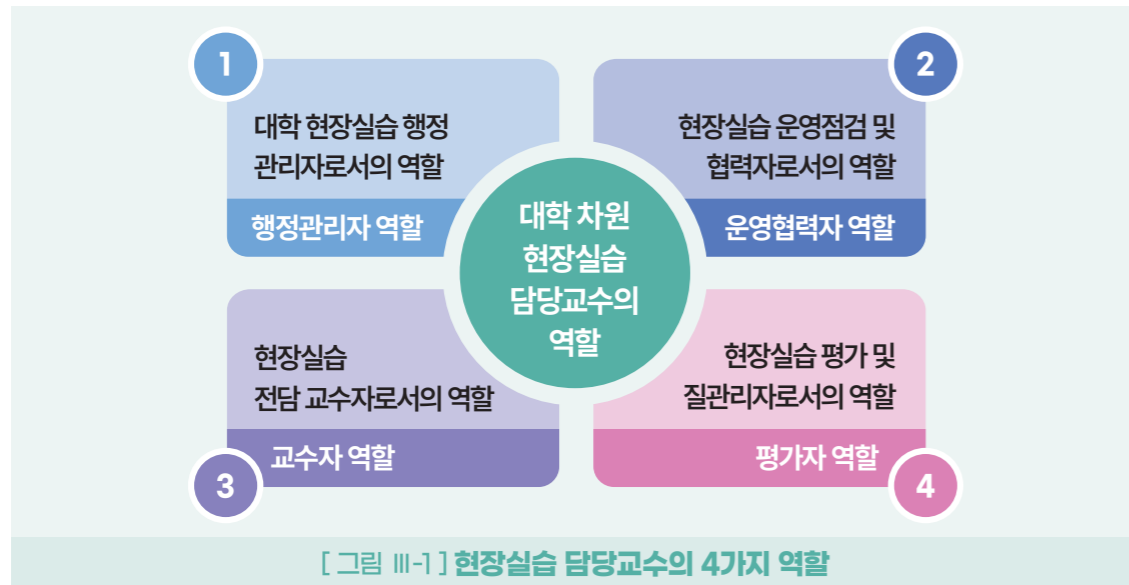 1
대학 현장실습 행정
관리자로서의 역할
행정관리자 역할
2
현장실습 운영점검 및
협력자로서의 역할
운영협력자 역할
대학 차원
현장실습
담당교수의
역할
현장실습
전담 교수자로서의 역할
교수자 역할
3
현장실습 평가 및
질관리자로서의 역할
평가자 역할
4
[ 그림 Ⅲ-1 ] 현장실습 담당교수의 4가지 역할